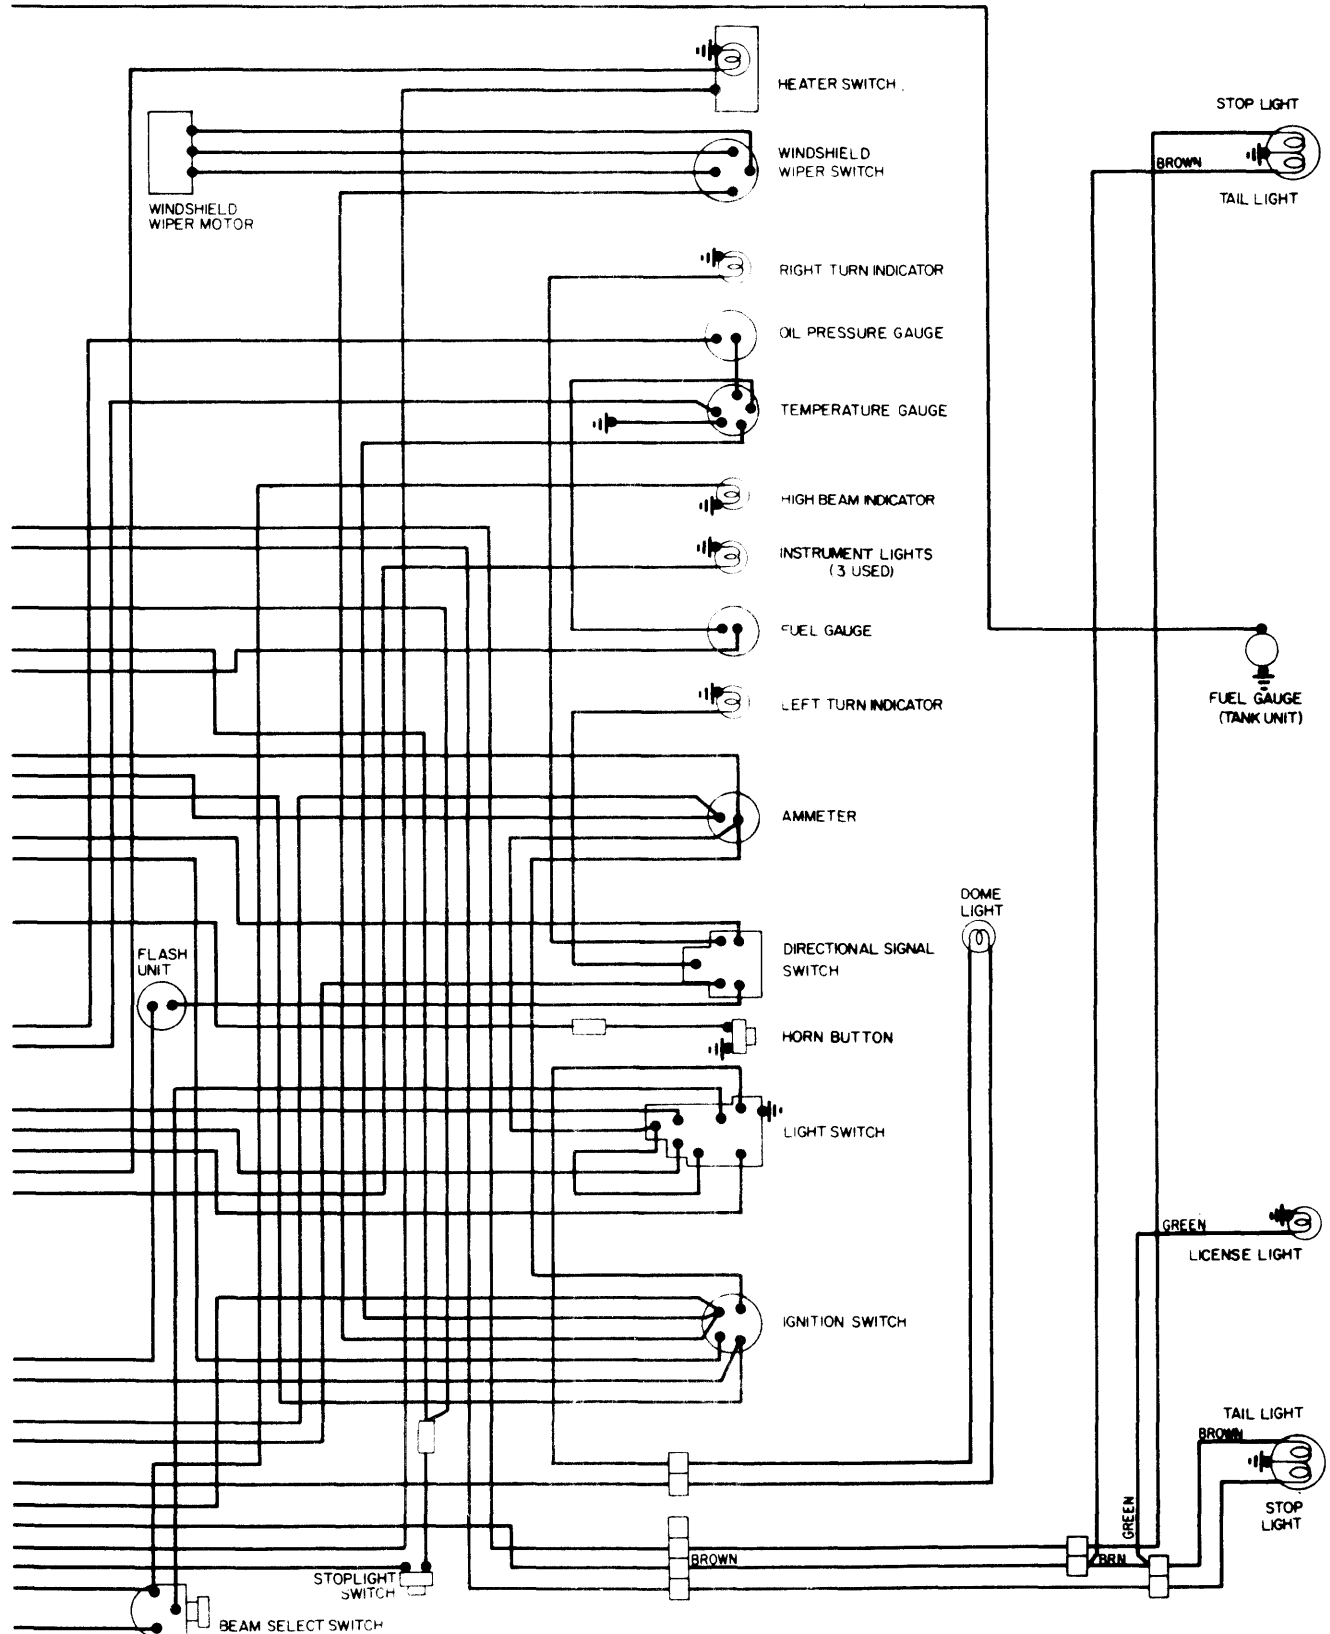 HEATER SWITCH
STOP LIGHT
WINDSHIELD
WIPER SWITCH
BROWN
TAIL LIGHT
WINDSHIELD
WIPER MOTOR
RIGHT TURN INDICATOR
OIL PRESSURE GAUGE
TEMPERATURE GAUGE
HIGH BEAM INDICATOR
INSTRUMENT LIGHTS
(3 USED)
FUEL GAUGE
FUEL GAUGE
(TANK UNIT)
LEFT TURN INDICATOR
AMMETER
DOME
LIGHT
FLASH
UNIT
DIRECTIONAL SIGNAL
SWITCH
HORN BUTTON
LIGHT SWITCH
GREEN
LICENSE LIGHT
IGNITION SWITCH
TAIL LIGHT
BROWN
GREEN
STOP
LIGHT
BROWN
BRN
STOPLIGHT
SWITCH
BEAM SELECT SWITCH